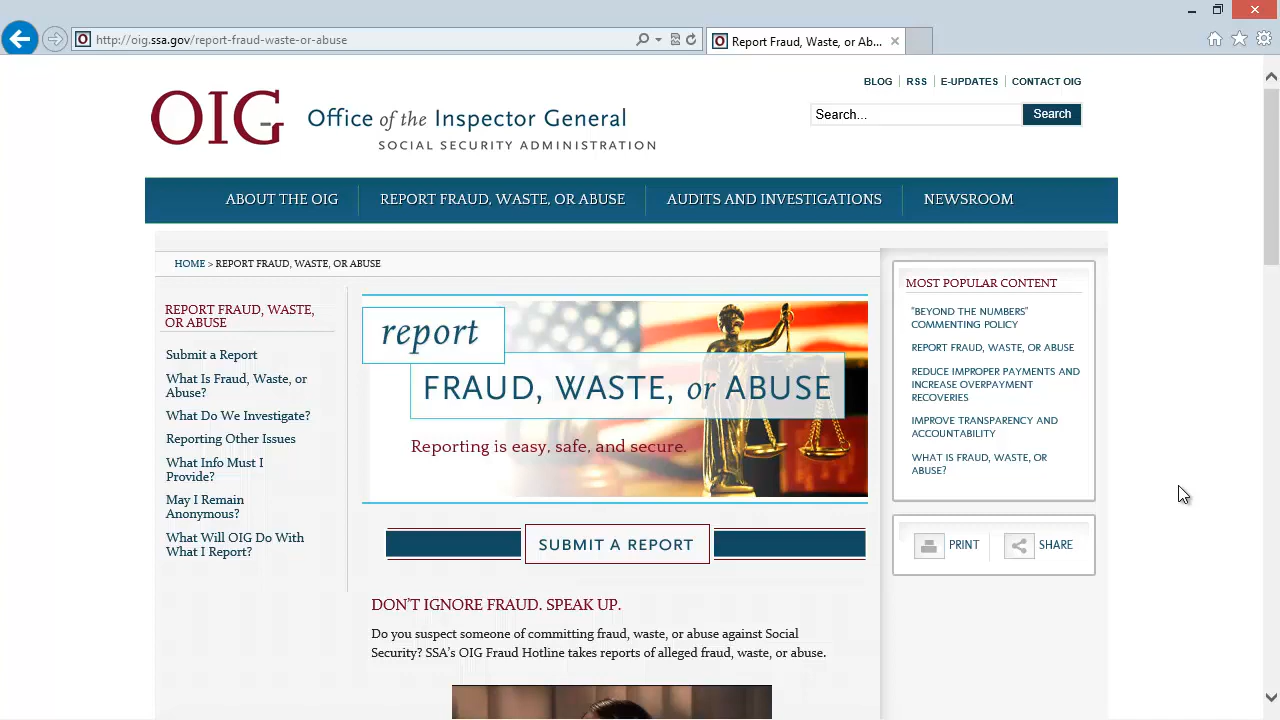 http://oig.ssa.gov/report-fraud-waste-or-abuse
Report Fraud, Waste, or Ab...
BLOG
RSS
E-UPDATES
CONTACT OIG
OIG
Office of the Inspector General
SOCIAL SECURITY ADMINISTRATION
Search...
Search
ABOUT THE OIG
REPORT FRAUD, WASTE, OR ABUSE
AUDITS AND INVESTIGATIONS
NEWSROOM
HOME > REPORT FRAUD, WASTE, OR ABUSE
REPORT FRAUD, WASTE,
OR ABUSE
Submit a Report
What Is Fraud, Waste, or
Abuse?
What Do We Investigate?
Reporting Other Issues
What Info Must I
Provide?
May I Remain
Anonymous?
What Will OIG Do With
What I Report?
report
FRAUD, WASTE, or ABUSE
Reporting is easy, safe, and secure.
SUBMIT A REPORT
DON'T IGNORE FRAUD. SPEAK UP.
Do you suspect someone of committing fraud, waste, or abuse against Social
Security? SSA's OIG Fraud Hotline takes reports of alleged fraud, waste, or abuse.
MOST POPULAR CONTENT
"BEYOND THE NUMBERS"
COMMENTING POLICY
REPORT FRAUD, WASTE, OR ABUSE
REDUCE IMPROPER PAYMENTS AND
INCREASE OVERPAYMENT
RECOVERIES
IMPROVE TRANSPARENCY AND
ACCOUNTABILITY
WHAT IS FRAUD, WASTE, OR
ABUSE?
PRINT
SHARE